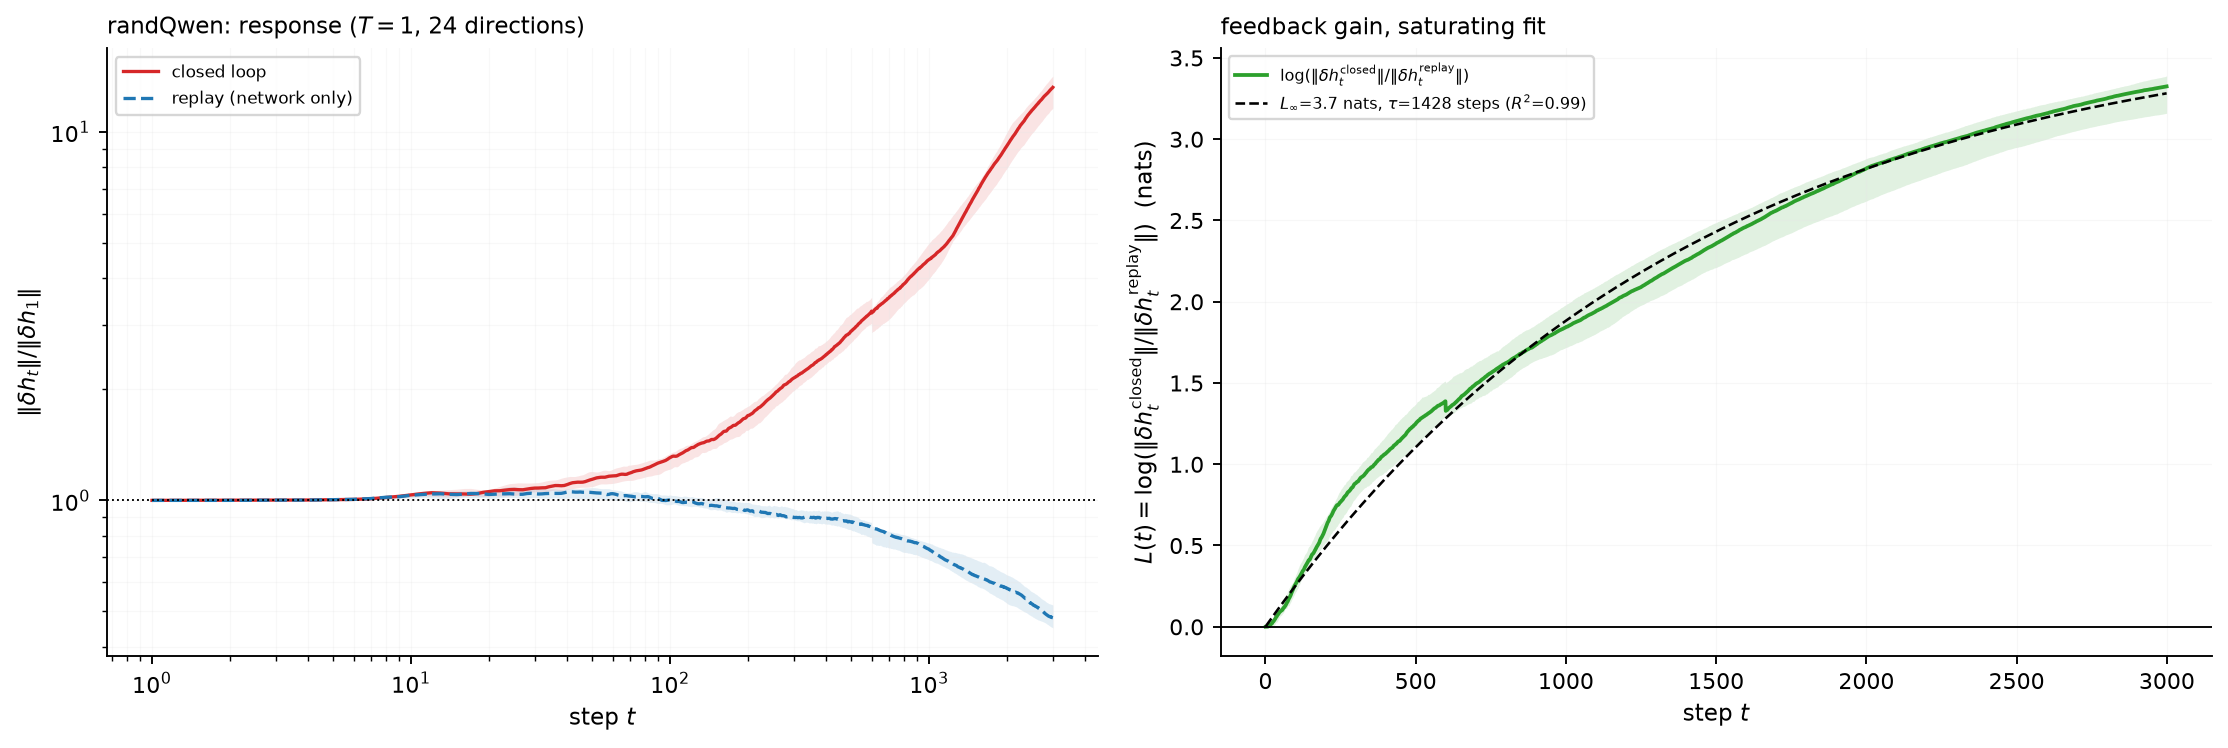 randQwen: response (T = 1, 24 directions)
closed loop
replay (network only)
‖δh_t‖/‖δh_1‖
10^1
10^0
10^0
10^1
10^2
10^3
step t
feedback gain, saturating fit
log(‖δh_t^closed‖/‖δh_t^replay‖)
L_∞=3.7 nats, τ=1428 steps (R^2=0.99)
L(t) = log(‖δh_t^closed‖/‖δh_t^replay‖) (nats)
3.5
3.0
2.5
2.0
1.5
1.0
0.5
0.0
0
500
1000
1500
2000
2500
3000
step t